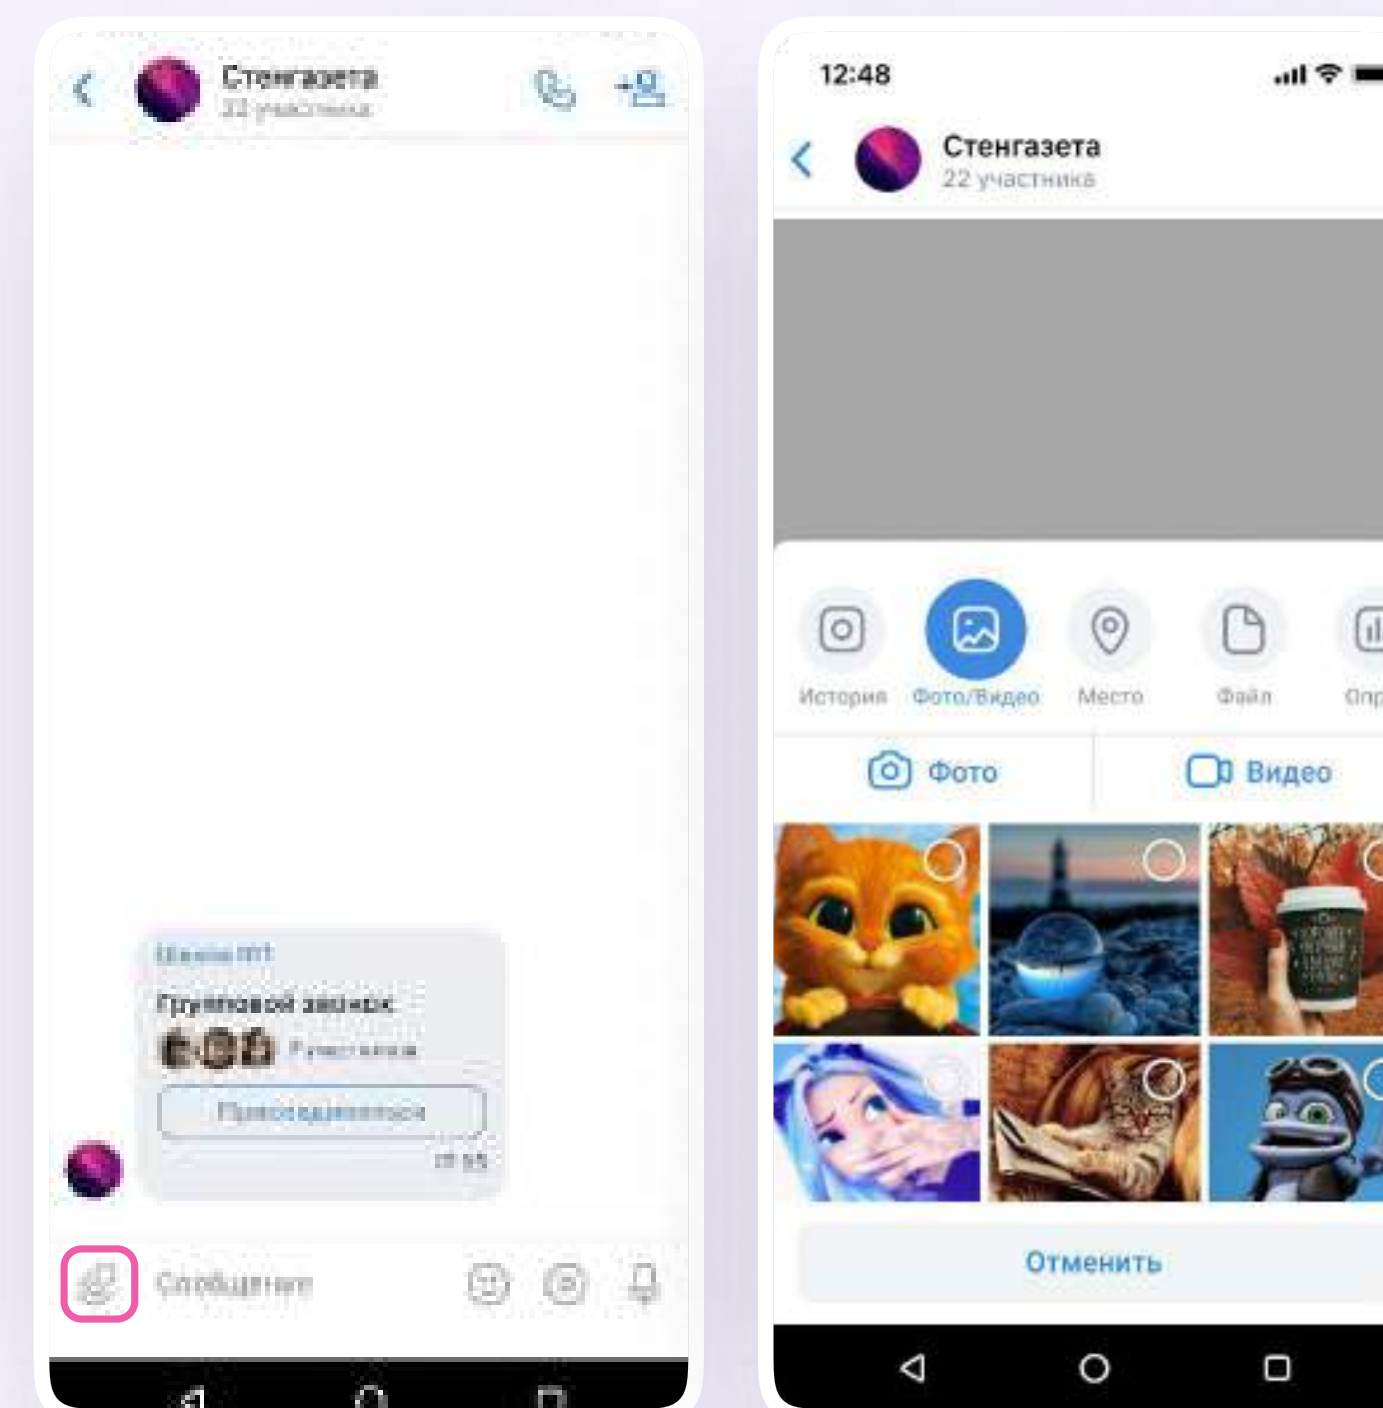 Стенгазета
22 участника
Групповой звонок
Присоединиться
Сообщение
12:48
Стенгазета
22 участника
История
Фото/Видео
Место
Файл
Опр
Фото
Видео
Отменить